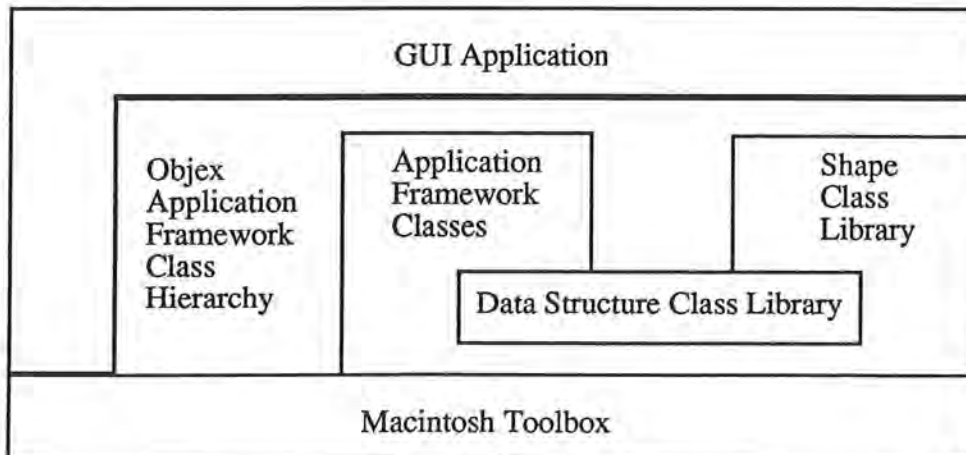 GUI Application
Objex
Application
Framework
Class
Hierarchy
Application
Framework
Classes
Shape
Class
Library
Data Structure Class Library
Macintosh Toolbox